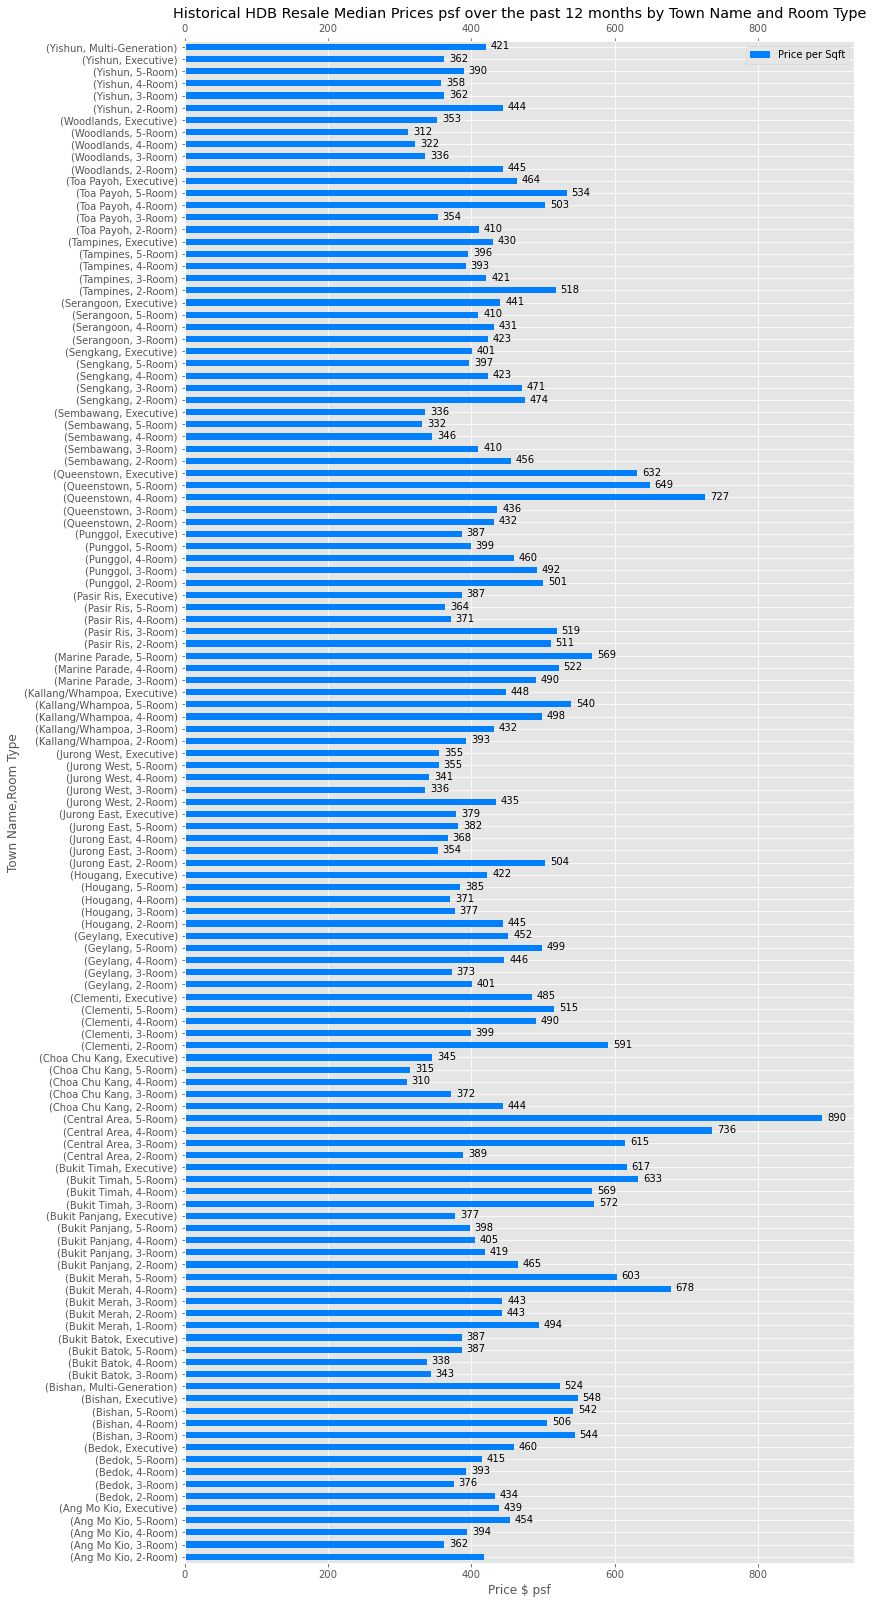 Historical HDB Resale Median Prices psf over the past 12 months by Town Name and Room Type
0 200 400 600 800
Price per Sqft
(Yishun, Multi-Generation) 421
(Yishun, Executive) 362
(Yishun, 5-Room) 390
(Yishun, 4-Room) 358
(Yishun, 3-Room) 362
(Yishun, 2-Room) 444
(Woodlands, Executive) 353
(Woodlands, 5-Room) 312
(Woodlands, 4-Room) 322
(Woodlands, 3-Room) 336
(Woodlands, 2-Room) 445
(Toa Payoh, Executive) 464
(Toa Payoh, 5-Room) 534
(Toa Payoh, 4-Room) 503
(Toa Payoh, 3-Room) 354
(Toa Payoh, 2-Room) 410
(Tampines, Executive) 430
(Tampines, 5-Room) 396
(Tampines, 4-Room) 393
(Tampines, 3-Room) 421
(Tampines, 2-Room) 518
(Serangoon, Executive) 441
(Serangoon, 5-Room) 410
(Serangoon, 4-Room) 431
(Serangoon, 3-Room) 423
(Sengkang, Executive) 401
(Sengkang, 5-Room) 397
(Sengkang, 4-Room) 423
(Sengkang, 3-Room) 471
(Sengkang, 2-Room) 474
(Sembawang, Executive) 336
(Sembawang, 5-Room) 332
(Sembawang, 4-Room) 346
(Sembawang, 3-Room) 410
(Sembawang, 2-Room) 456
(Queenstown, Executive) 632
(Queenstown, 5-Room) 649
(Queenstown, 4-Room) 727
(Queenstown, 3-Room) 436
(Queenstown, 2-Room) 432
(Punggol, Executive) 387
(Punggol, 5-Room) 399
(Punggol, 4-Room) 460
(Punggol, 3-Room) 492
(Punggol, 2-Room) 501
(Pasir Ris, Executive) 387
(Pasir Ris, 5-Room) 364
(Pasir Ris, 4-Room) 371
(Pasir Ris, 3-Room) 519
(Pasir Ris, 2-Room) 511
(Marine Parade, 5-Room) 569
(Marine Parade, 4-Room) 522
(Marine Parade, 3-Room) 490
(Kallang/Whampoa, Executive) 448
(Kallang/Whampoa, 5-Room) 540
(Kallang/Whampoa, 4-Room) 498
(Kallang/Whampoa, 3-Room) 432
(Kallang/Whampoa, 2-Room) 393
(Jurong West, Executive) 355
(Jurong West, 5-Room) 355
(Jurong West, 4-Room) 341
(Jurong West, 3-Room) 336
(Jurong West, 2-Room) 435
(Jurong East, Executive) 379
(Jurong East, 5-Room) 382
(Jurong East, 4-Room) 368
(Jurong East, 3-Room) 354
(Jurong East, 2-Room) 504
(Hougang, Executive) 422
(Hougang, 5-Room) 385
(Hougang, 4-Room) 371
(Hougang, 3-Room) 377
(Hougang, 2-Room) 445
(Geylang, Executive) 452
(Geylang, 5-Room) 499
(Geylang, 4-Room) 446
(Geylang, 3-Room) 373
(Geylang, 2-Room) 401
(Clementi, Executive) 485
(Clementi, 5-Room) 515
(Clementi, 4-Room) 490
(Clementi, 3-Room) 399
(Clementi, 2-Room) 591
(Choa Chu Kang, Executive) 345
(Choa Chu Kang, 5-Room) 315
(Choa Chu Kang, 4-Room) 310
(Choa Chu Kang, 3-Room) 372
(Choa Chu Kang, 2-Room) 444
(Central Area, 5-Room) 890
(Central Area, 4-Room) 736
(Central Area, 3-Room) 615
(Central Area, 2-Room) 389
(Bukit Timah, Executive) 617
(Bukit Timah, 5-Room) 633
(Bukit Timah, 4-Room) 569
(Bukit Timah, 3-Room) 572
(Bukit Panjang, Executive) 377
(Bukit Panjang, 5-Room) 398
(Bukit Panjang, 4-Room) 405
(Bukit Panjang, 3-Room) 419
(Bukit Panjang, 2-Room) 465
(Bukit Merah, 5-Room) 603
(Bukit Merah, 4-Room) 678
(Bukit Merah, 3-Room) 443
(Bukit Merah, 2-Room) 443
(Bukit Merah, 1-Room) 494
(Bukit Batok, Executive) 387
(Bukit Batok, 5-Room) 387
(Bukit Batok, 4-Room) 338
(Bukit Batok, 3-Room) 343
(Bishan, Multi-Generation) 524
(Bishan, Executive) 548
(Bishan, 5-Room) 542
(Bishan, 4-Room) 506
(Bishan, 3-Room) 544
(Bedok, Executive) 460
(Bedok, 5-Room) 415
(Bedok, 4-Room) 393
(Bedok, 3-Room) 376
(Bedok, 2-Room) 434
(Ang Mo Kio, Executive) 439
(Ang Mo Kio, 5-Room) 454
(Ang Mo Kio, 4-Room) 394
(Ang Mo Kio, 3-Room) 362
(Ang Mo Kio, 2-Room)
0 200 400 600 800
Price $ psf
Town Name,Room Type